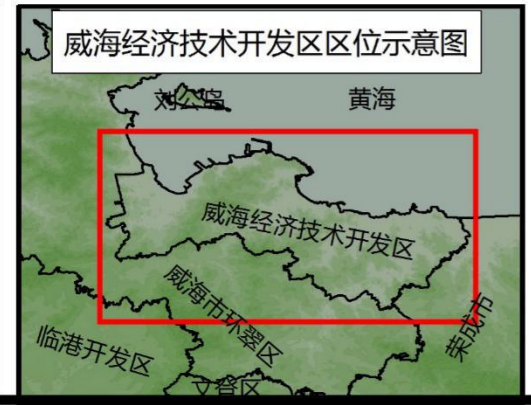 威海经济技术开发区区位示意图
刘公岛
黄海
威海经济技术开发区
威海市环翠区
荣成市
临港开发区
文登区